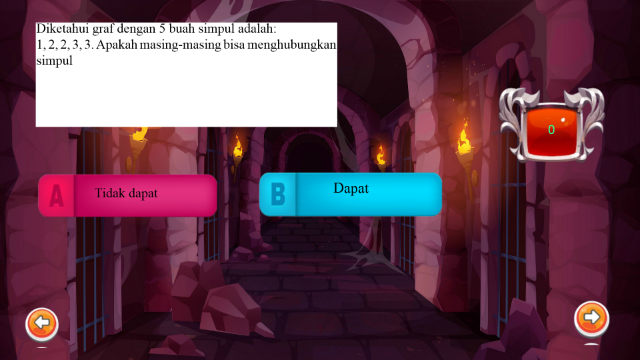 Diketahui graf dengan 5 buah simpul adalah:
1, 2, 2, 3, 3. Apakah masing-masing bisa menghubungkan
simpul
0
A Tidak dapat
B Dapat